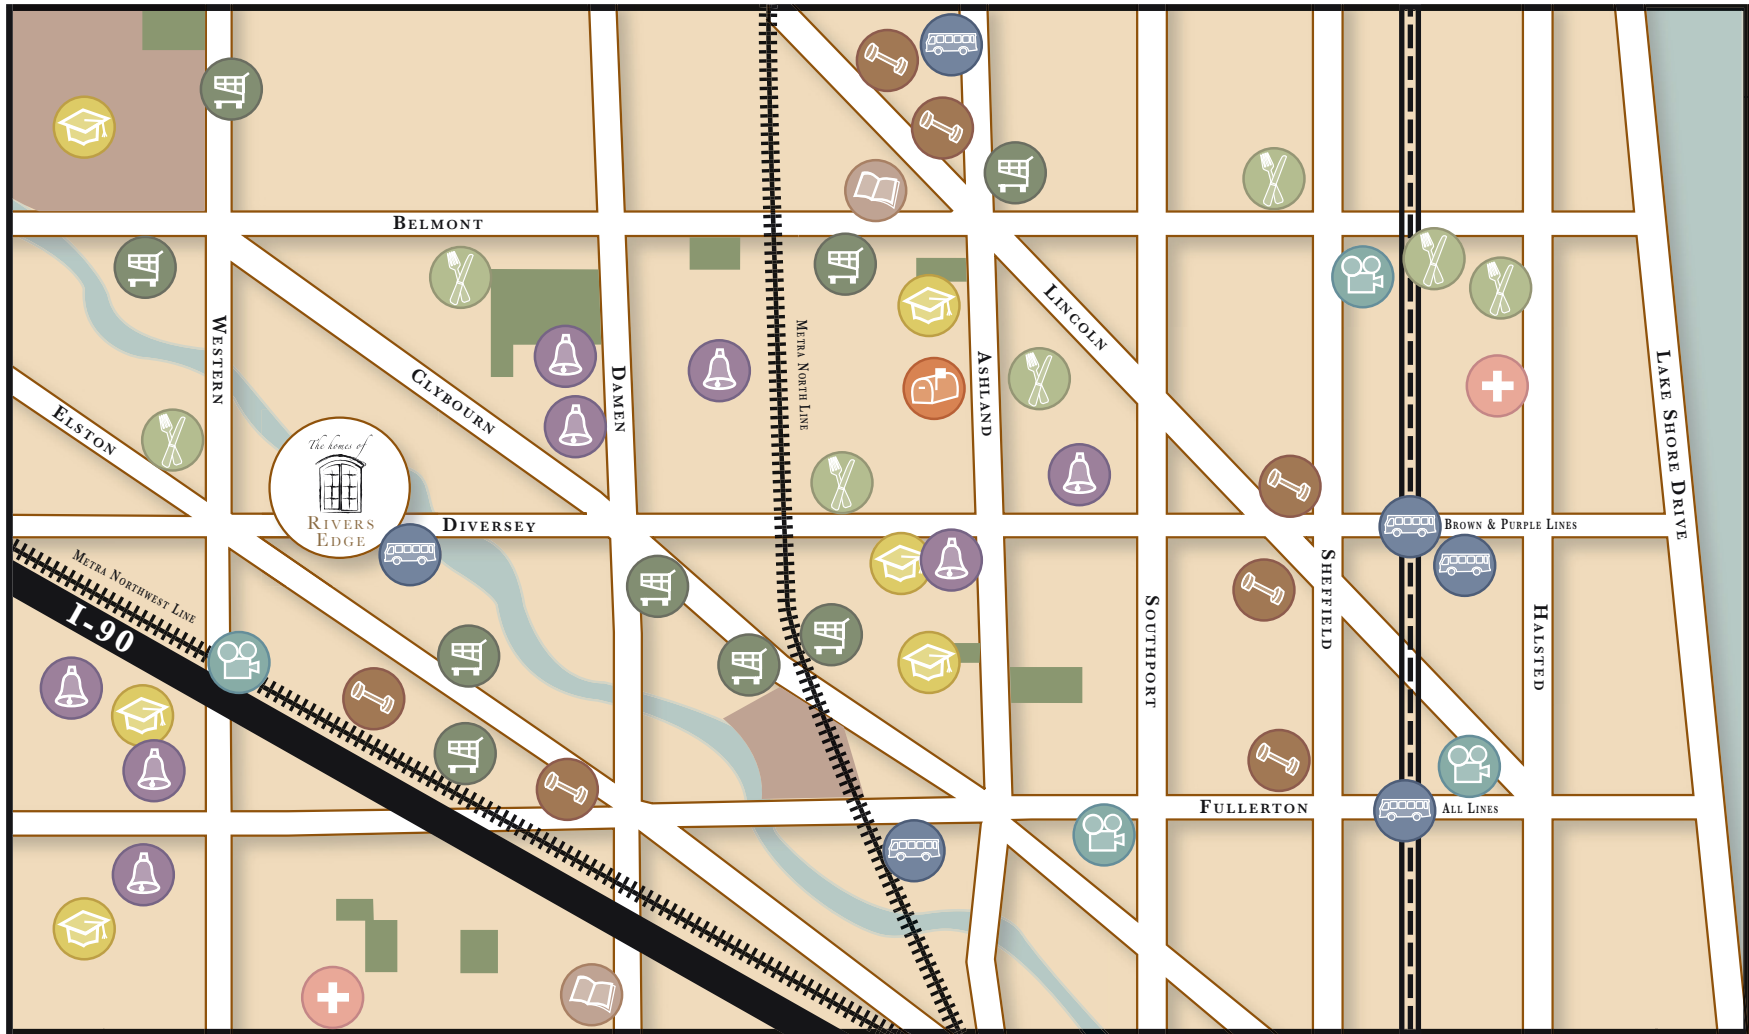 BELMONT
WESTERN
CLYBOURN
DAMEN
METRA NORTH LINE
ASHLAND
LINCOLN
LAKE SHORE DRIVE
ELSTON
The homes of
RIVERS
EDGE
DIVERSEY
BROWN & PURPLE LINES
METRA NORTHWEST LINE
I-90
SOUTHPORT
SHEFFIELD
HALSTED
FULLERTON
ALL LINES